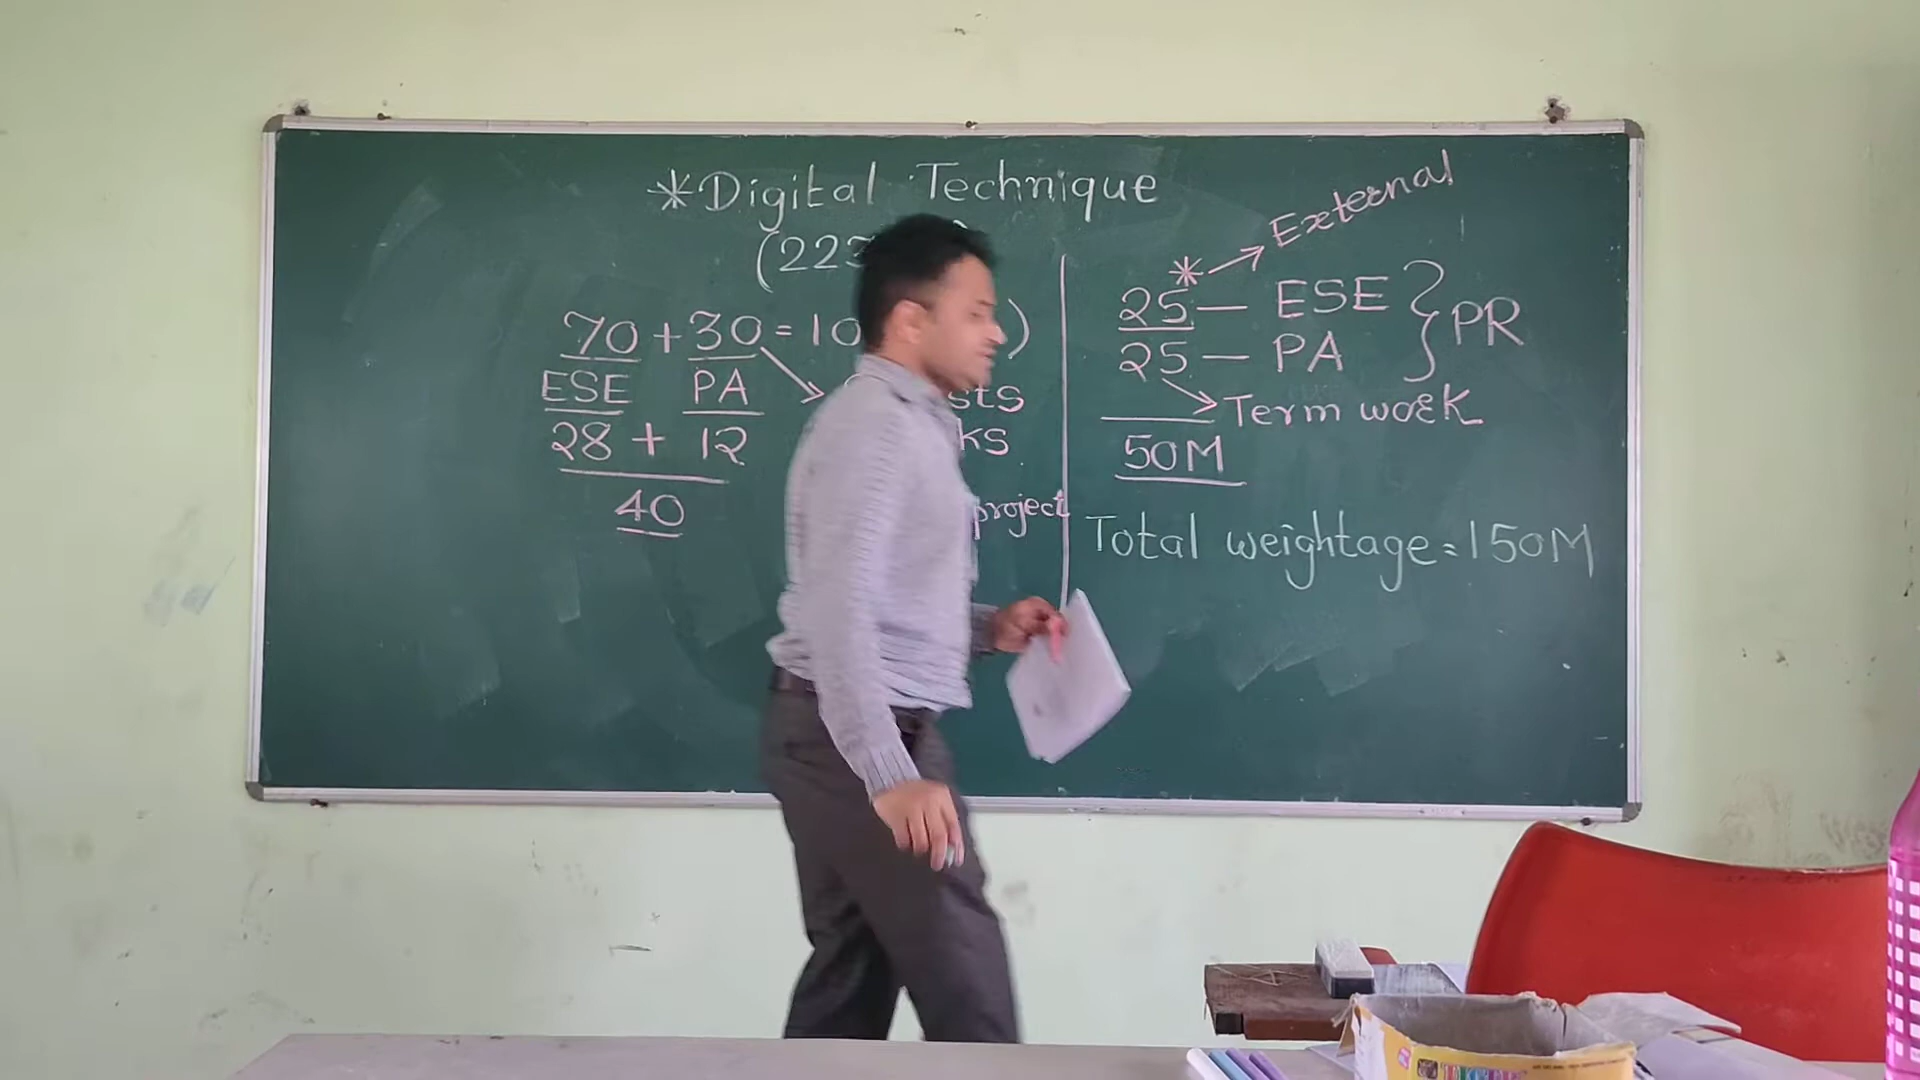 *Digital Technique
(223
70 + 30 = 10 )
ESE PA sts
28 + 12 ks
40
project
* → External
25 — ESE } PR
25 — PA
→ Term work
50M
Total weightage = 150M